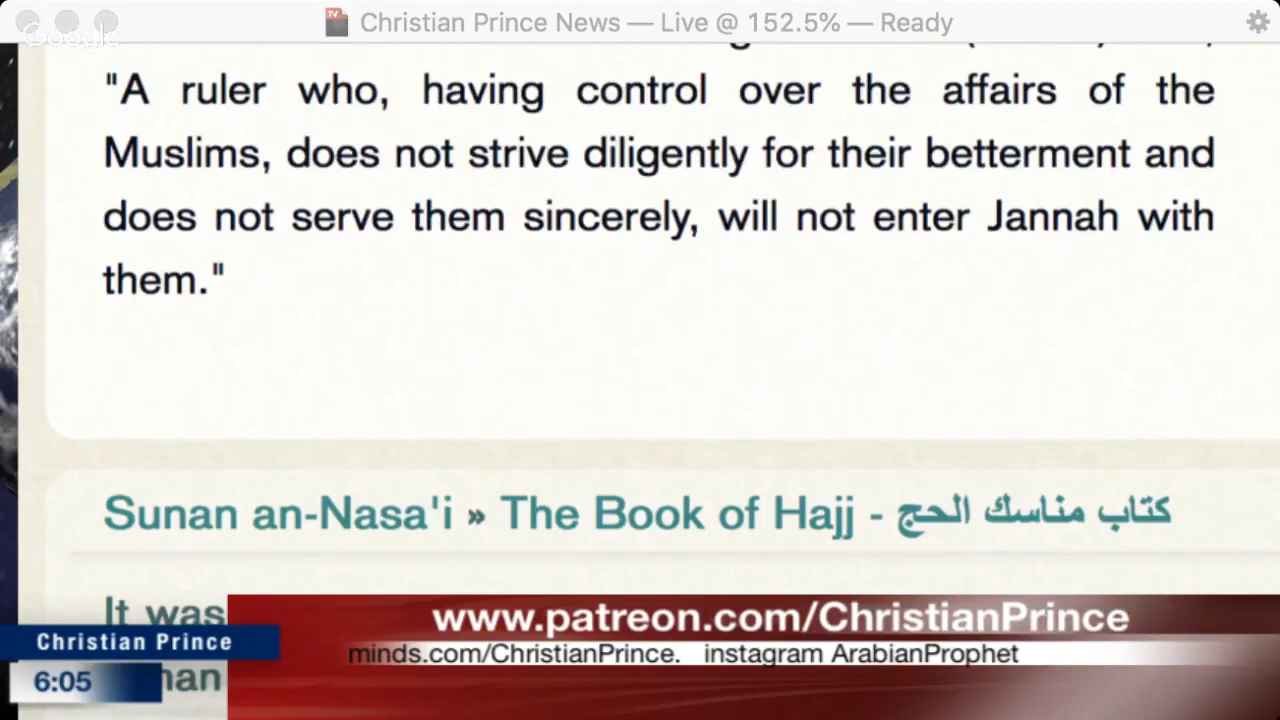 Christian Prince News — Live @ 152.5% — Ready
Google
"A ruler who, having control over the affairs of the
Muslims, does not strive diligently for their betterment and
does not serve them sincerely, will not enter Jannah with
them."
Sunan an-Nasa'i » The Book of Hajj - كتاب مناسك الحج
It was
www.patreon.com/ChristianPrince
Christian Prince
minds.com/ChristianPrince. instagram ArabianProphet
6:05